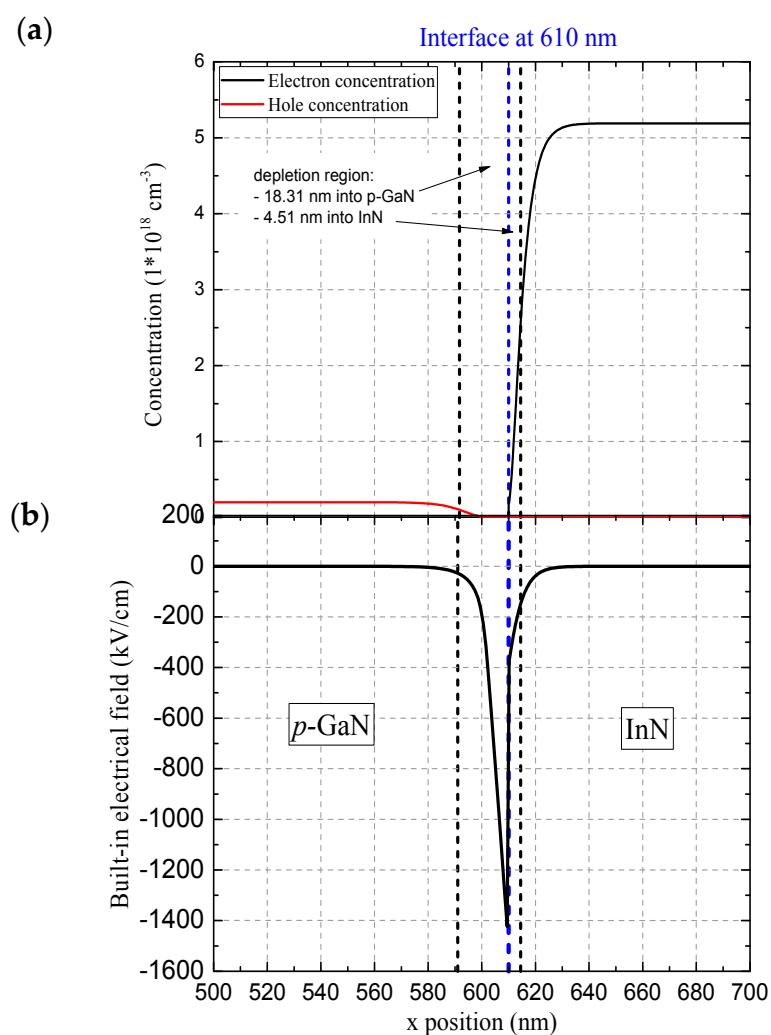 (a)
Interface at 610 nm
Electron concentration
Hole concentration
depletion region:
- 18.31 nm into p-GaN
- 4.51 nm into InN
Concentration (1*10¹⁸ cm⁻³)
6
5
4
3
2
1
0
(b)
200
0
-200
-400
-600
-800
-1000
-1200
-1400
-1600
Built-in electrical field (kV/cm)
p-GaN
InN
500 520 540 560 580 600 620 640 660 680 700
x position (nm)